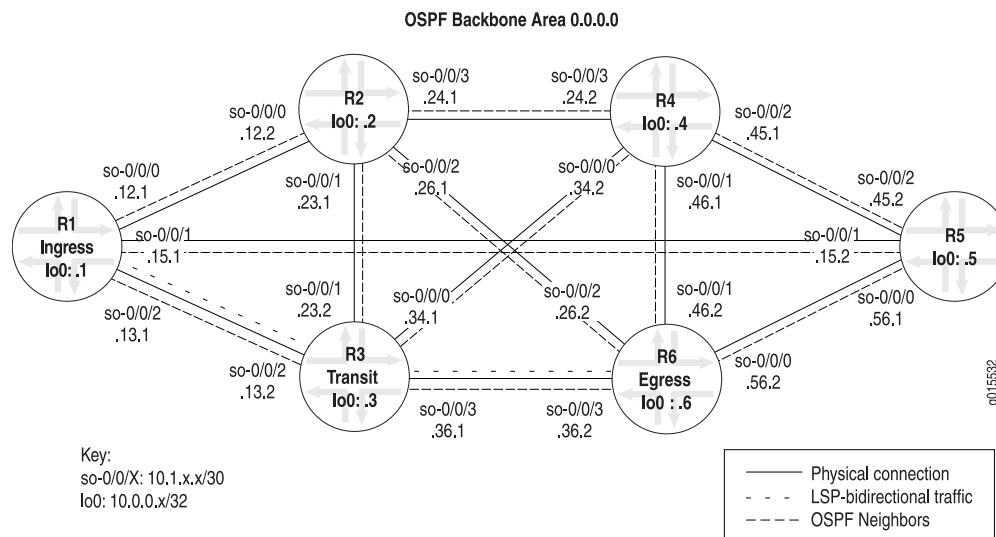 OSPF Backbone Area 0.0.0.0
R2
lo0: .2
R4
lo0: .4
R1
Ingress
lo0: .1
R5
lo0: .5
R3
Transit
lo0: .3
R6
Egress
lo0 : .6
so-0/0/3
.24.1
so-0/0/3
.24.2
so-0/0/0
.12.2
so-0/0/0
.12.1
so-0/0/2
.45.1
so-0/0/2
.45.2
so-0/0/2
.26.1
so-0/0/0
.34.2
so-0/0/1
.23.1
so-0/0/1
.46.1
so-0/0/1
.15.1
so-0/0/1
.15.2
so-0/0/2
.13.1
so-0/0/1
.23.2
so-0/0/0
.34.1
so-0/0/2
.26.2
so-0/0/1
.46.2
so-0/0/0
.56.1
so-0/0/2
.13.2
so-0/0/0
.56.2
so-0/0/3
.36.1
so-0/0/3
.36.2
g015532
Key:
so-0/0/X: 10.1.x.x/30
lo0: 10.0.0.x/32
Physical connection
LSP-bidirectional traffic
OSPF Neighbors